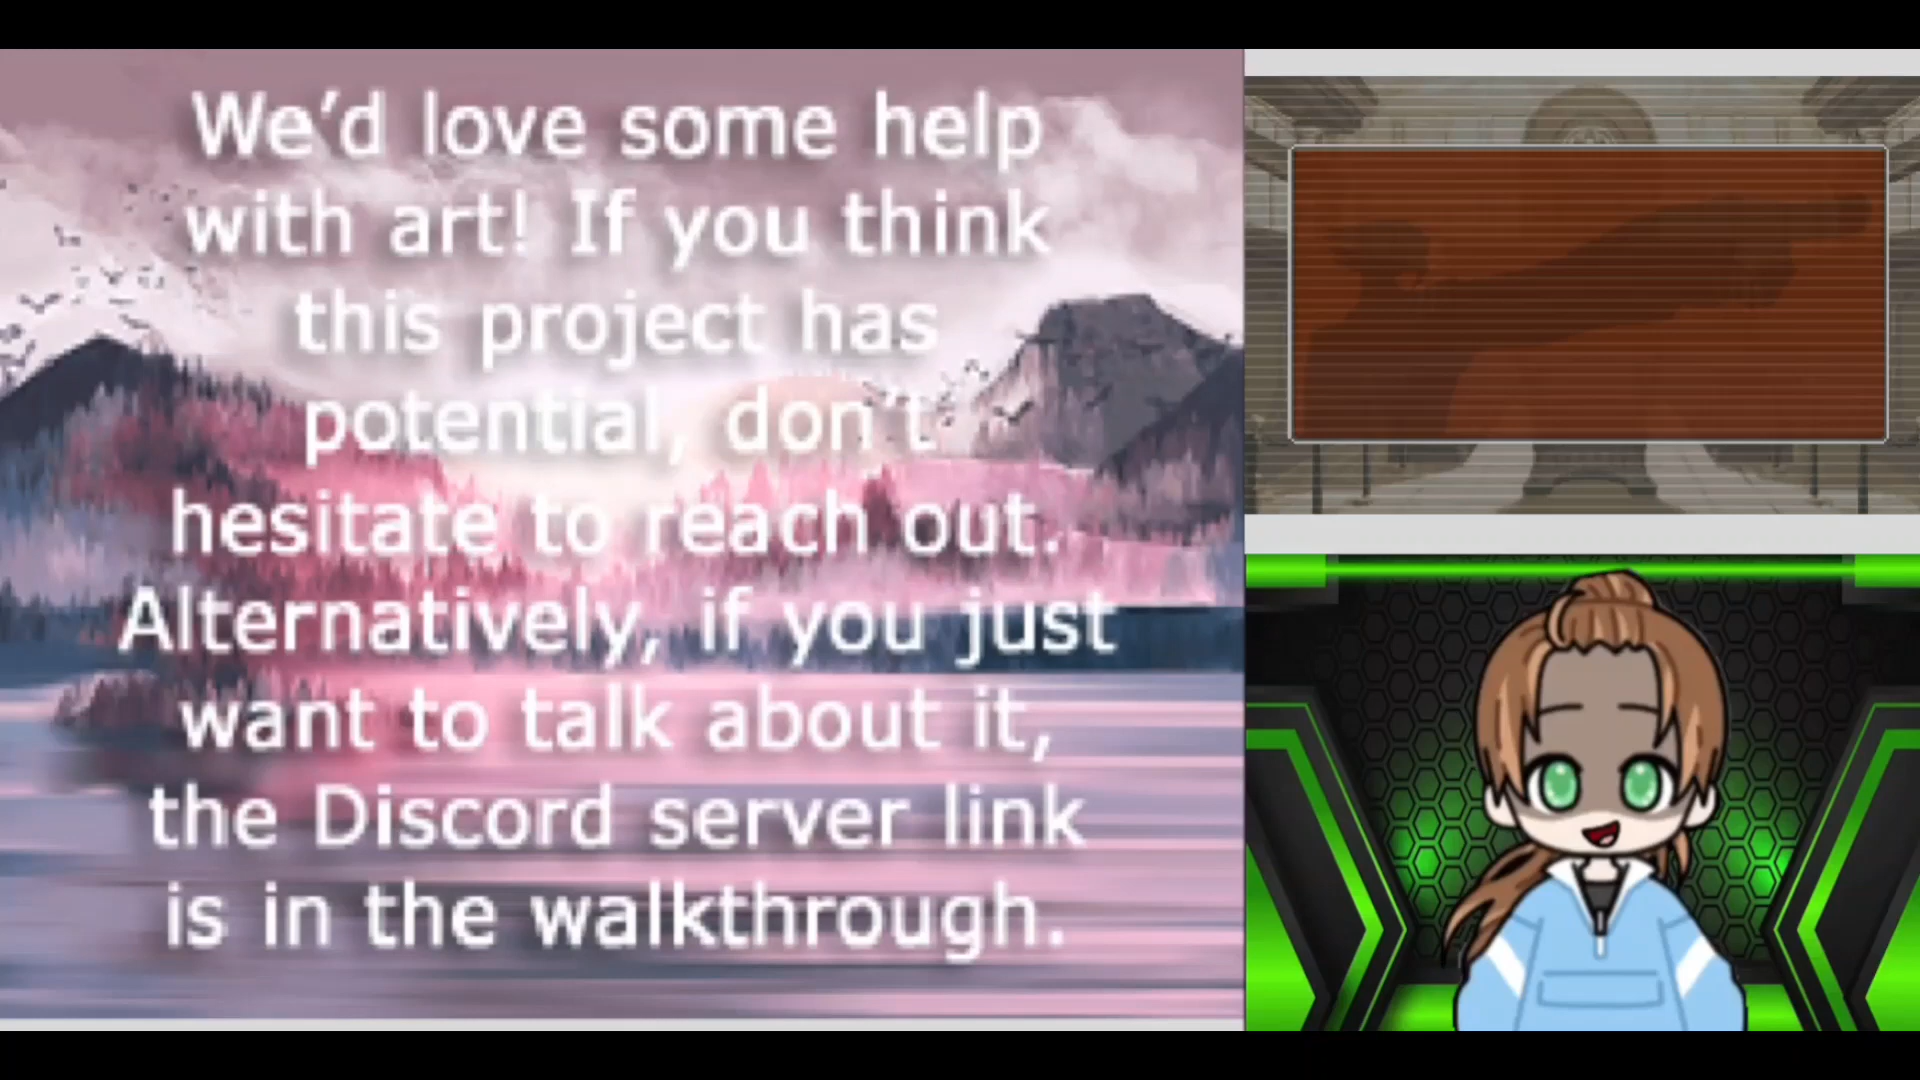 We'd love some help
with art! If you think
this project has
potential, don't
hesitate to reach out.
Alternatively, if you just
want to talk about it,
the Discord server link
is in the walkthrough.